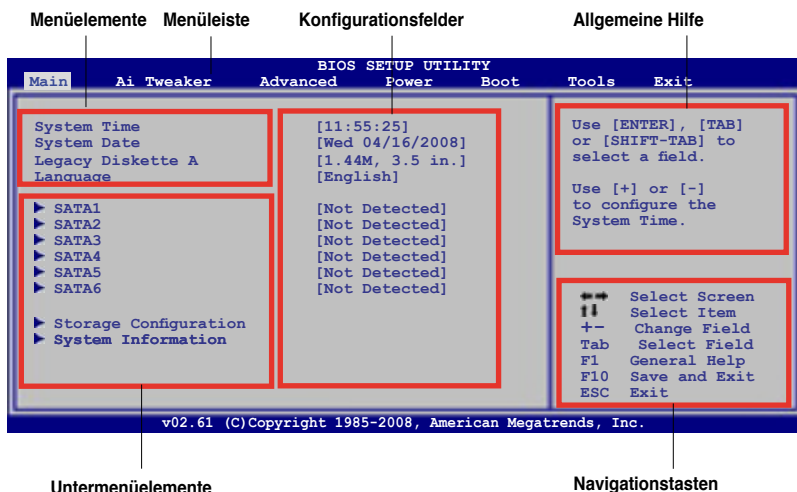 Menüelemente Menüleiste Konfigurationsfelder Allgemeine Hilfe
BIOS SETUP UTILITY
Main Ai Tweaker Advanced Power Boot Tools Exit
System Time [11:55:25]
System Date [Wed 04/16/2008]
Legacy Diskette A [1.44M, 3.5 in.]
Language [English]
SATA1 [Not Detected]
SATA2 [Not Detected]
SATA3 [Not Detected]
SATA4 [Not Detected]
SATA5 [Not Detected]
SATA6 [Not Detected]
Storage Configuration
System Information
Use [ENTER], [TAB]
or [SHIFT-TAB] to
select a field.
Use [+] or [-]
to configure the
System Time.
←→ Select Screen
↑↓ Select Item
+- Change Field
Tab Select Field
F1 General Help
F10 Save and Exit
ESC Exit
v02.61 (C)Copyright 1985-2008, American Megatrends, Inc.
Untermenüelemente Navigationstasten